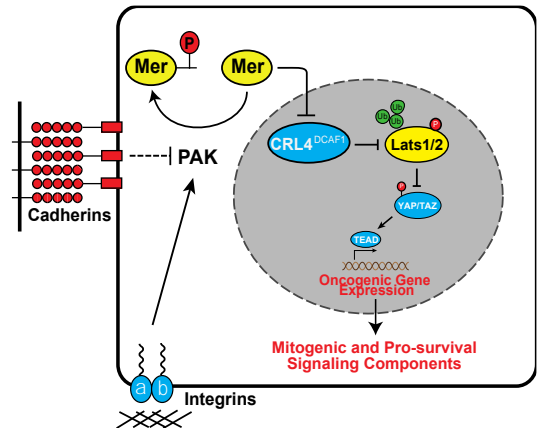 P
Mer
Mer
CRL4DCAF1
Ub
Ub
Ub
P
Lats1/2
P
YAP/TAZ
TEAD
Oncogenic Gene
Expression
PAK
Cadherins
Mitogenic and Pro-survival
Signaling Components
a b
Integrins